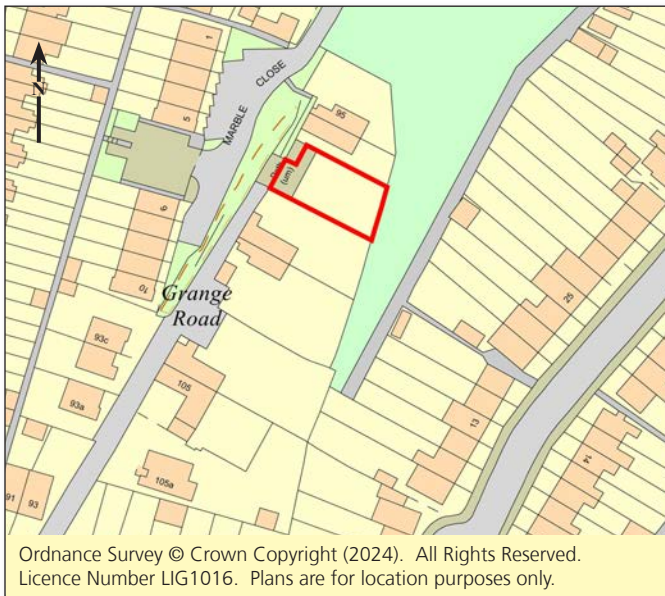 N
1
5
MARBLE
CLOSE
95
(um)
6
10
Grange
Road
93c
93a
105
105a
91
93
25
13
14
Ordnance Survey © Crown Copyright (2024). All Rights Reserved.
Licence Number LIG1016. Plans are for location purposes only.